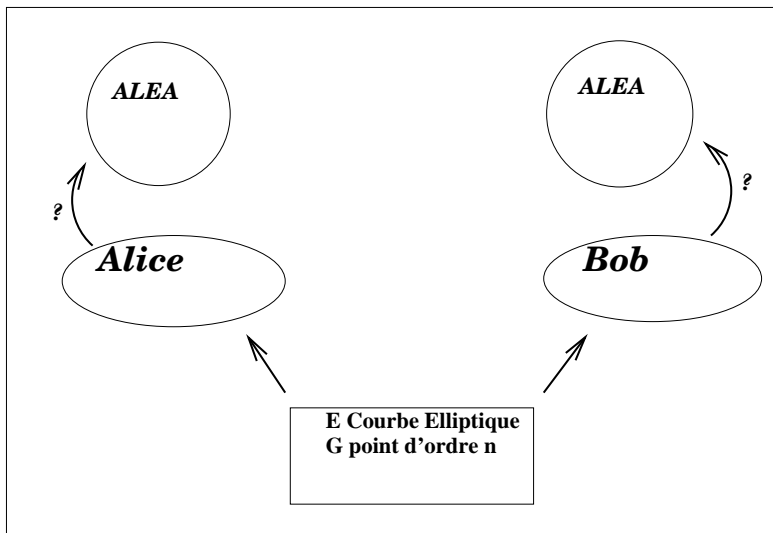 ALEA
ALEA
?
?
Alice
Bob
E Courbe Elliptique
G point d'ordre n